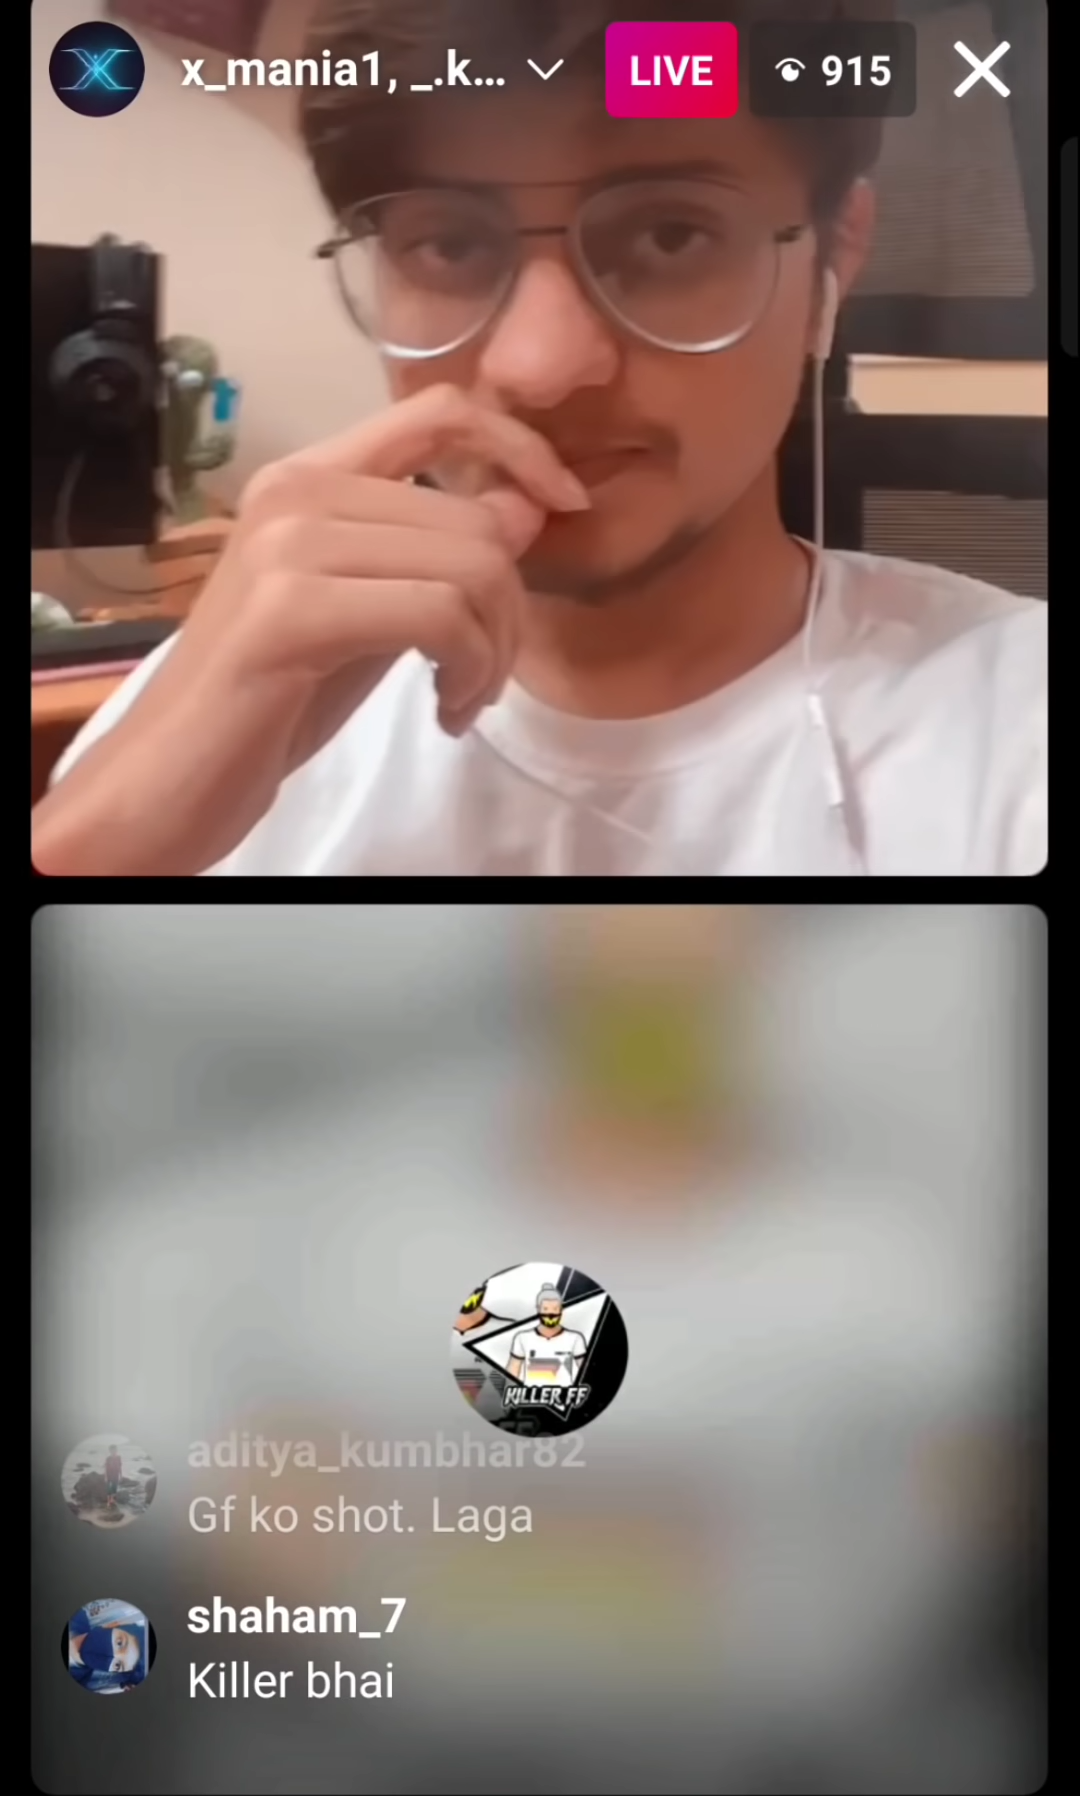 x_mania1, _.k...
LIVE
915
KILLER FF
aditya_kumbhar82
Gf ko shot. Laga
shaham_7
Killer bhai